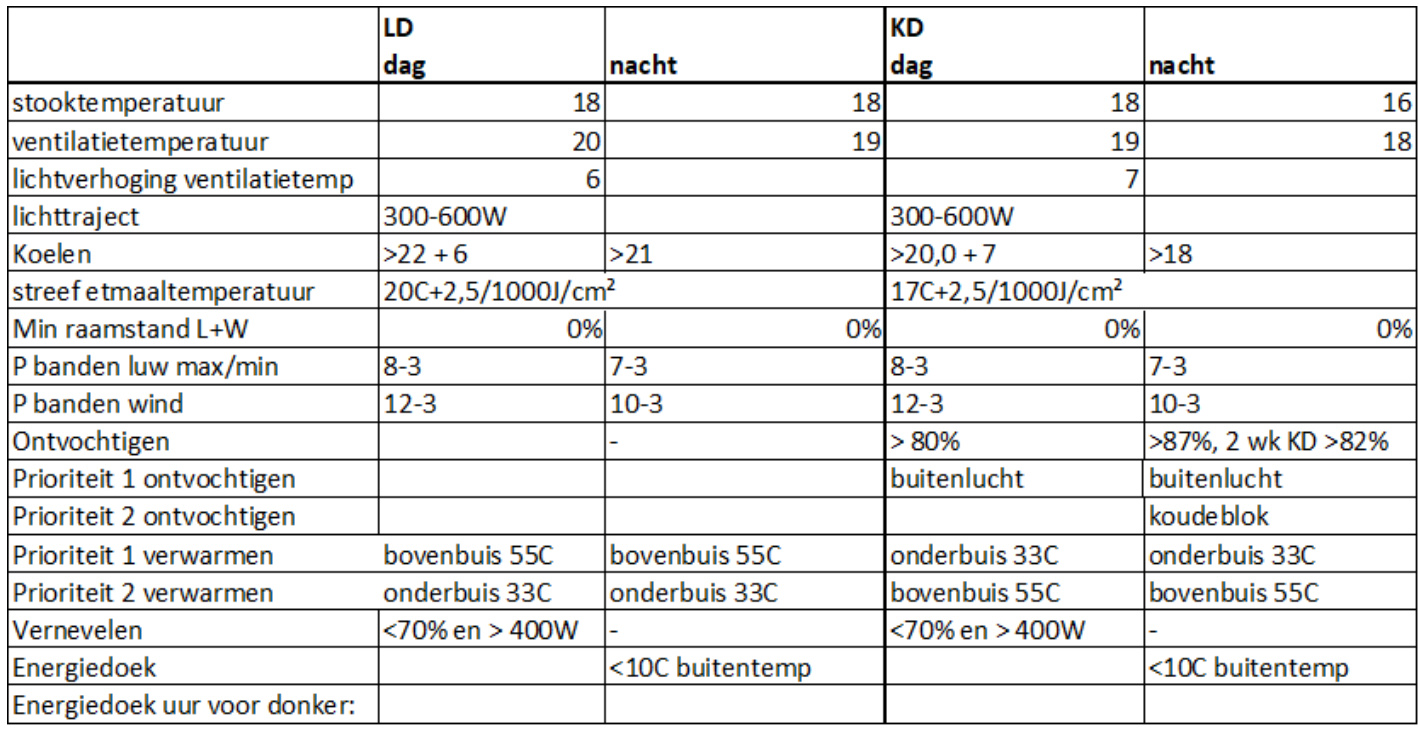 LD KD
dag nacht dag nacht
stooktemperatuur 18 18 18 16
ventilatietemperatuur 20 19 19 18
lichtverhoging ventilatietemp 6 7
lichttraject 300-600W 300-600W
Koelen >22 + 6 >21 >20,0 + 7 >18
streef etmaaltemperatuur 20C+2,5/1000J/cm² 17C+2,5/1000J/cm²
Min raamstand L+W 0% 0% 0% 0%
P banden luw max/min 8-3 7-3 8-3 7-3
P banden wind 12-3 10-3 12-3 10-3
Ontvochtigen - > 80% >87%, 2 wk KD >82%
Prioriteit 1 ontvochtigen buitenlucht buitenlucht
Prioriteit 2 ontvochtigen koudeblok
Prioriteit 1 verwarmen bovenbuis 55C bovenbuis 55C onderbuis 33C onderbuis 33C
Prioriteit 2 verwarmen onderbuis 33C onderbuis 33C bovenbuis 55C bovenbuis 55C
Vernevelen <70% en > 400W - <70% en > 400W -
Energiedoek <10C buitentemp <10C buitentemp
Energiedoek uur voor donker: